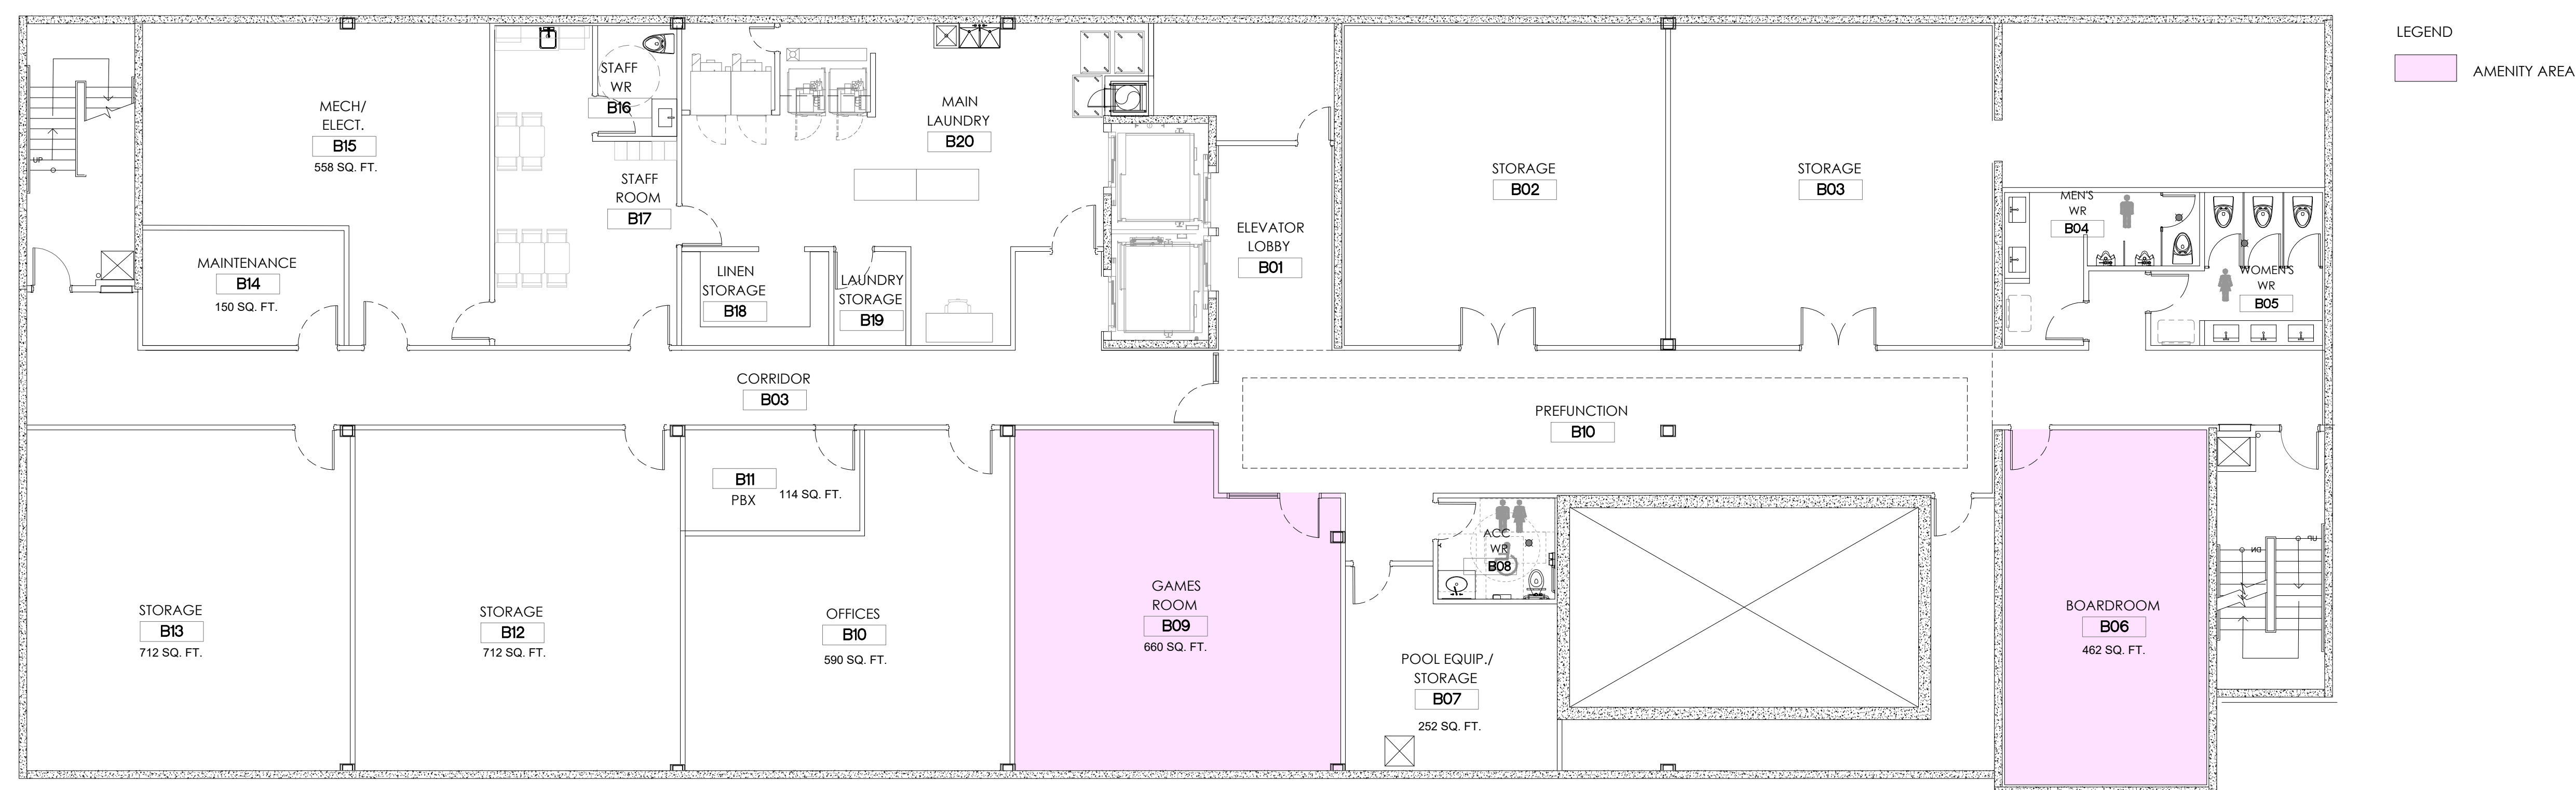 LEGEND
AMENITY AREA
MECH/
ELECT.
B15
558 SQ. FT.
MAINTENANCE
B14
150 SQ. FT.
STAFF
WR
B16
STAFF
ROOM
B17
MAIN
LAUNDRY
B20
LINEN
STORAGE
B18
LAUNDRY
STORAGE
B19
ELEVATOR
LOBBY
B01
STORAGE
B02
STORAGE
B03
MEN'S
WR
B04
WOMEN'S
WR
B05
UP
CORRIDOR
B03
PREFUNCTION
B10
STORAGE
B13
712 SQ. FT.
STORAGE
B12
712 SQ. FT.
B11
PBX
114 SQ. FT.
OFFICES
B10
590 SQ. FT.
GAMES
ROOM
B09
660 SQ. FT.
ACC
WR
B08
POOL EQUIP./
STORAGE
B07
252 SQ. FT.
BOARDROOM
B06
462 SQ. FT.
DN
UP